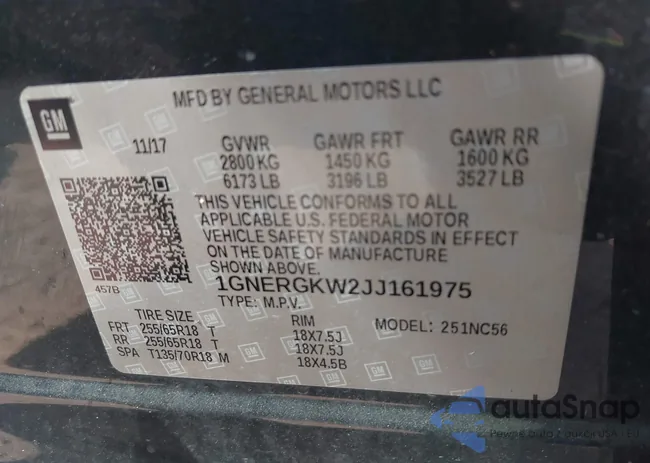 MFD BY GENERAL MOTORS LLC
GM
11/17 GVWR GAWR FRT GAWR RR
2800 KG 1450 KG 1600 KG
6173 LB 3196 LB 3527 LB
THIS VEHICLE CONFORMS TO ALL
APPLICABLE U.S. FEDERAL MOTOR
VEHICLE SAFETY STANDARDS IN EFFECT
ON THE DATE OF MANUFACTURE
SHOWN ABOVE.
457B
1GNERGKW2JJ161975
TYPE: M.P.V.
TIRE SIZE RIM MODEL: 251NC56
FRT 255/65R18 T 18X7.5J
RR 255/65R18 T 18X7.5J
SPA T135/70R18 M 18X4.5B
autoSnap